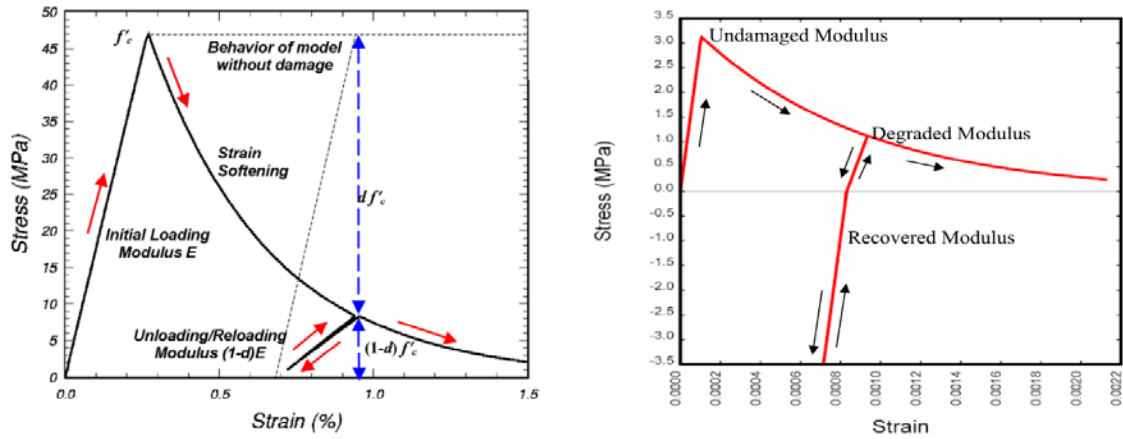 f'c
Behavior of model
without damage
Strain
Softening
d f'c
Initial Loading
Modulus E
Unloading/Reloading
Modulus (1-d)E
(1-d) f'c
50
45
40
35
30
25
20
15
10
5
0
0.0
0.5
1.0
1.5
Stress (MPa)
Strain (%)
3.5
3.0
2.5
2.0
1.5
1.0
0.5
0.0
-0.5
-1.0
-1.5
-2.0
-2.5
-3.0
-3.5
Undamaged Modulus
Degraded Modulus
Recovered Modulus
Stress (MPa)
0.0000
0.0002
0.0004
0.0006
0.0008
0.0010
0.0012
0.0014
0.0016
0.0018
0.0020
0.0022
Strain